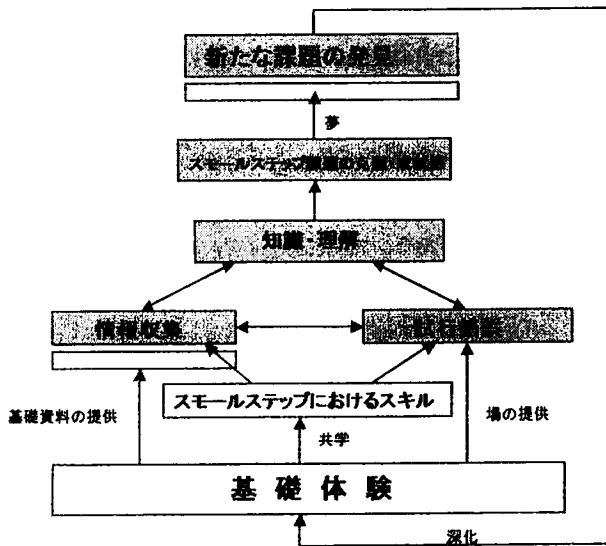 新たな課題の発見
夢
スモールステップ
知識・理解
情報収集
試行錯誤
スモールステップにおけるスキル
基礎資料の提供
場の提供
共学
基礎体験
深化